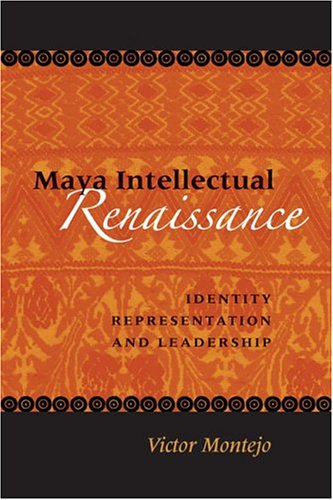 Maya Intellectual
Renaissance
IDENTITY
REPRESENTATION
AND LEADERSHIP
Victor Montejo